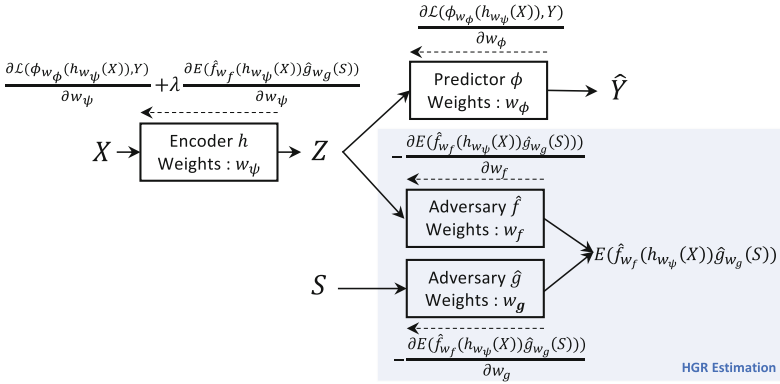 ∂ℒ(ϕ_{w_ϕ}(h_{w_ψ}(X)),Y)
∂w_ϕ
∂ℒ(ϕ_{w_ϕ}(h_{w_ψ}(X)),Y)
∂w_ψ
+λ
∂E(f̂_{w_f}(h_{w_ψ}(X))ĝ_{w_g}(S))
∂w_ψ
Predictor ϕ
Weights : w_ϕ
Ŷ
X
Encoder h
Weights : w_ψ
Z
−
∂E(f̂_{w_f}(h_{w_ψ}(X))ĝ_{w_g}(S)))
∂w_f
Adversary f̂
Weights : w_f
E(f̂_{w_f}(h_{w_ψ}(X))ĝ_{w_g}(S))
S
Adversary ĝ
Weights : w_g
−
∂E(f̂_{w_f}(h_{w_ψ}(X))ĝ_{w_g}(S)))
∂w_g
HGR Estimation